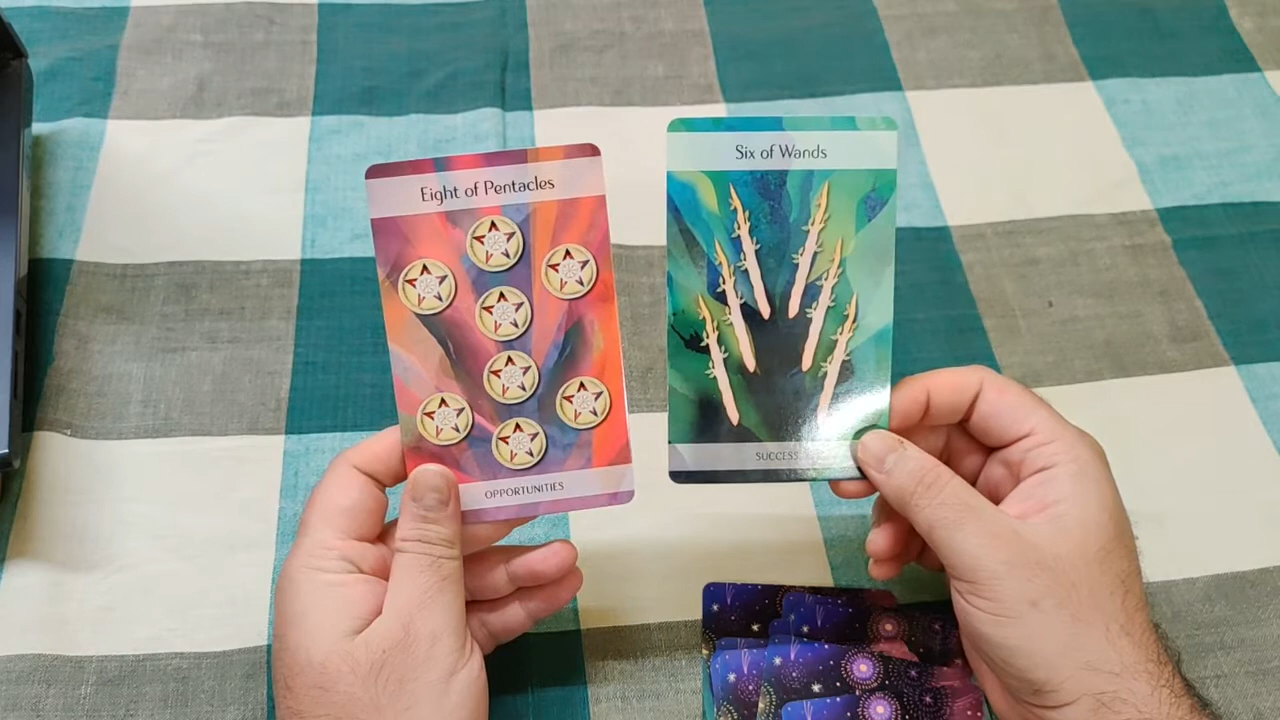 Eight of Pentacles
OPPORTUNITIES
Six of Wands
SUCCESS